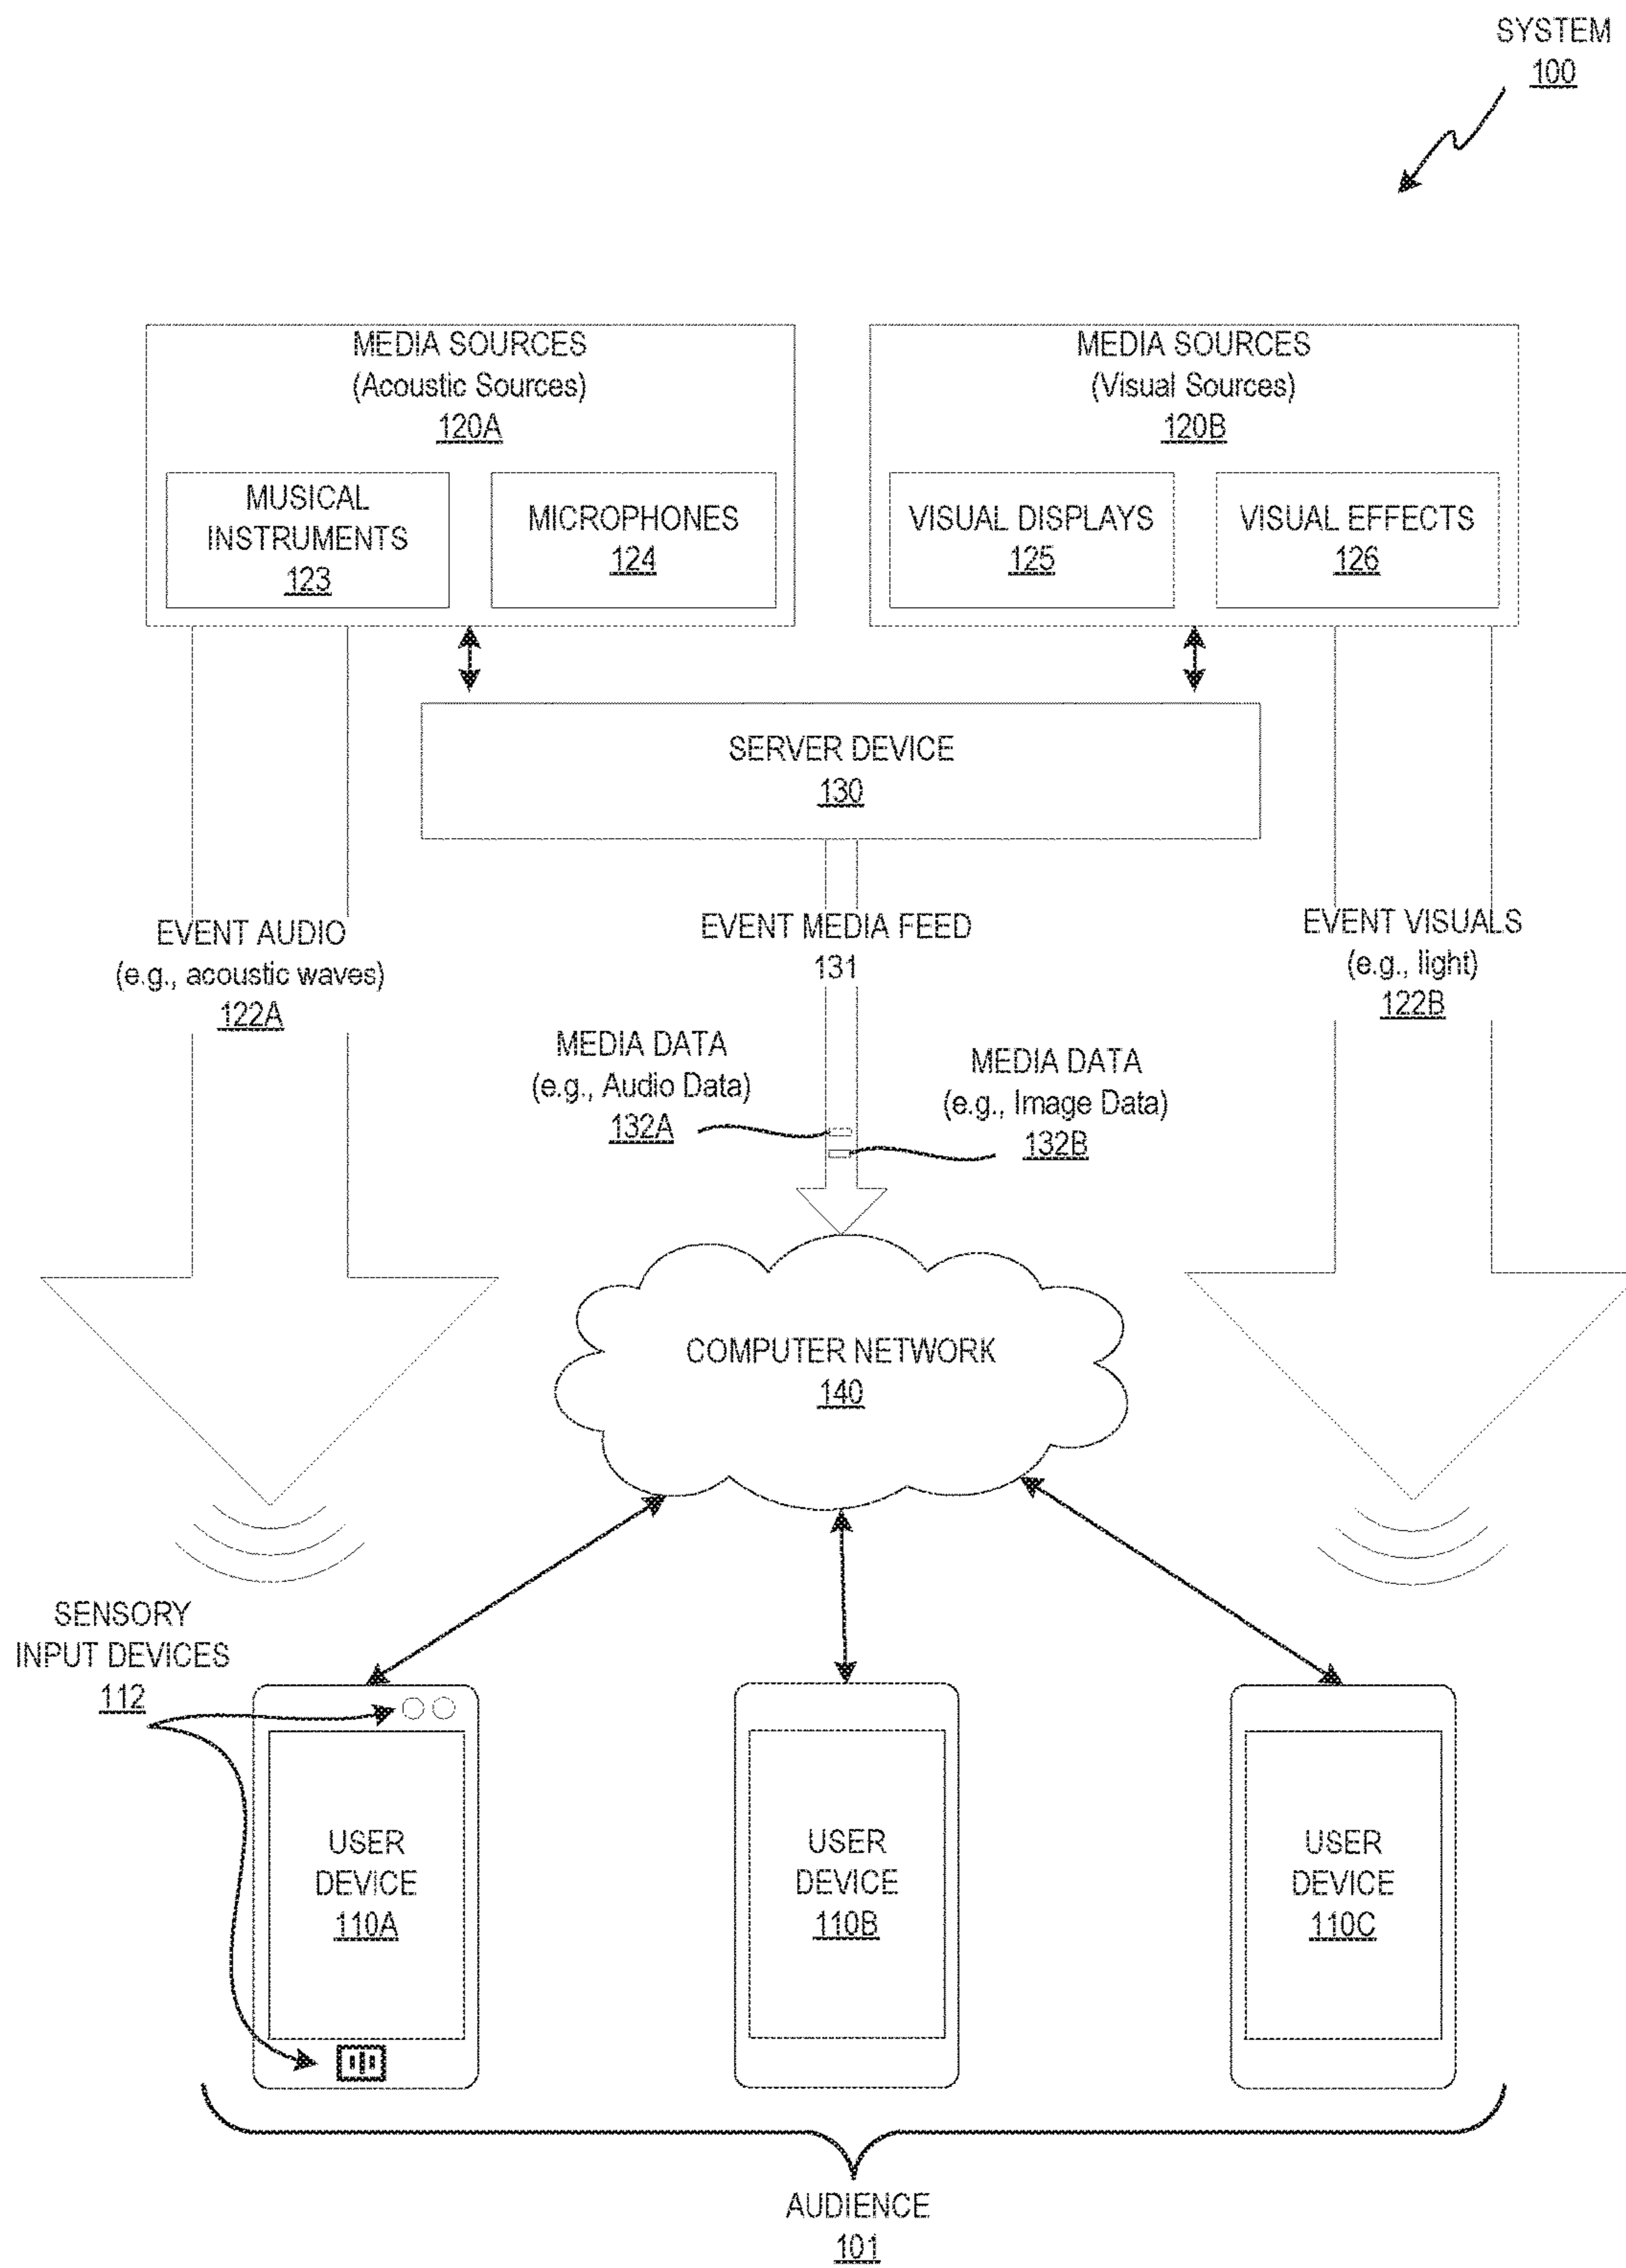 SYSTEM
100
MEDIA SOURCES
(Acoustic Sources)
120A
MUSICAL
INSTRUMENTS
123
MICROPHONES
124
MEDIA SOURCES
(Visual Sources)
120B
VISUAL DISPLAYS
125
VISUAL EFFECTS
126
SERVER DEVICE
130
EVENT AUDIO
(e.g., acoustic waves)
122A
EVENT MEDIA FEED
131
EVENT VISUALS
(e.g., light)
122B
MEDIA DATA
(e.g., Audio Data)
132A
MEDIA DATA
(e.g., Image Data)
132B
COMPUTER NETWORK
140
SENSORY
INPUT DEVICES
112
USER
DEVICE
110A
USER
DEVICE
110B
USER
DEVICE
110C
AUDIENCE
101